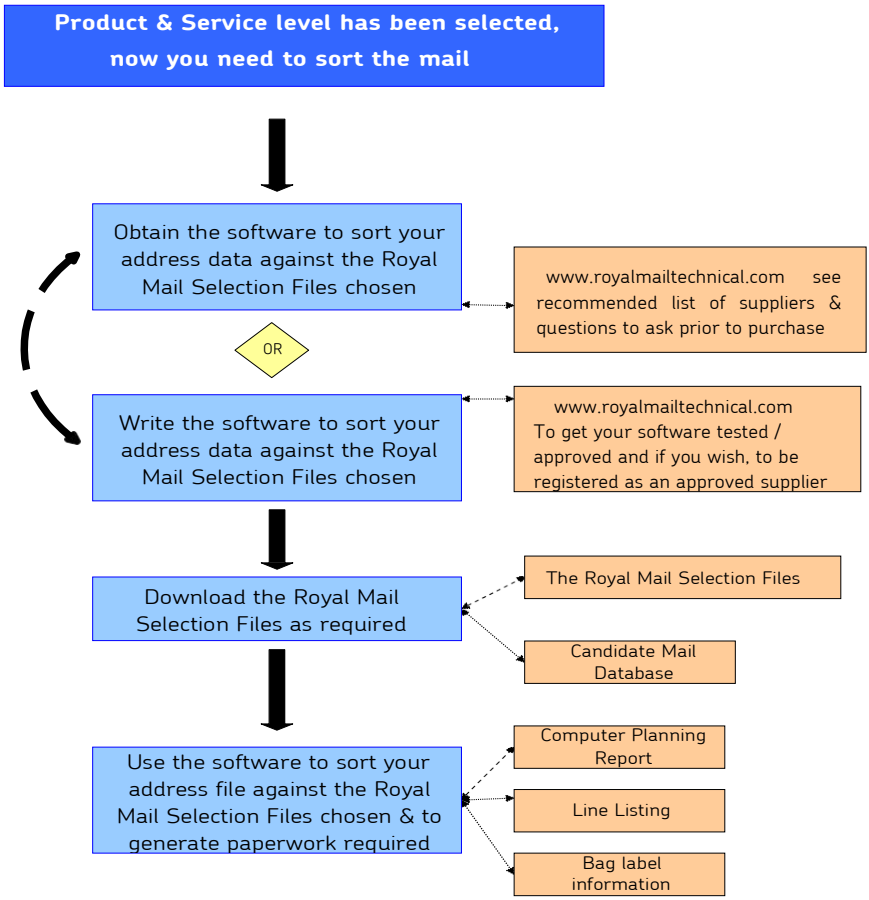 Product & Service level has been selected,
now you need to sort the mail
Obtain the software to sort your
address data against the Royal
Mail Selection Files chosen
www.royalmailtechnical.com see
recommended list of suppliers &
questions to ask prior to purchase
OR
Write the software to sort your
address data against the Royal
Mail Selection Files chosen
www.royalmailtechnical.com
To get your software tested /
approved and if you wish, to be
registered as an approved supplier
Download the Royal Mail
Selection Files as required
The Royal Mail Selection Files
Candidate Mail
Database
Use the software to sort your
address file against the Royal
Mail Selection Files chosen & to
generate paperwork required
Computer Planning
Report
Line Listing
Bag label
information